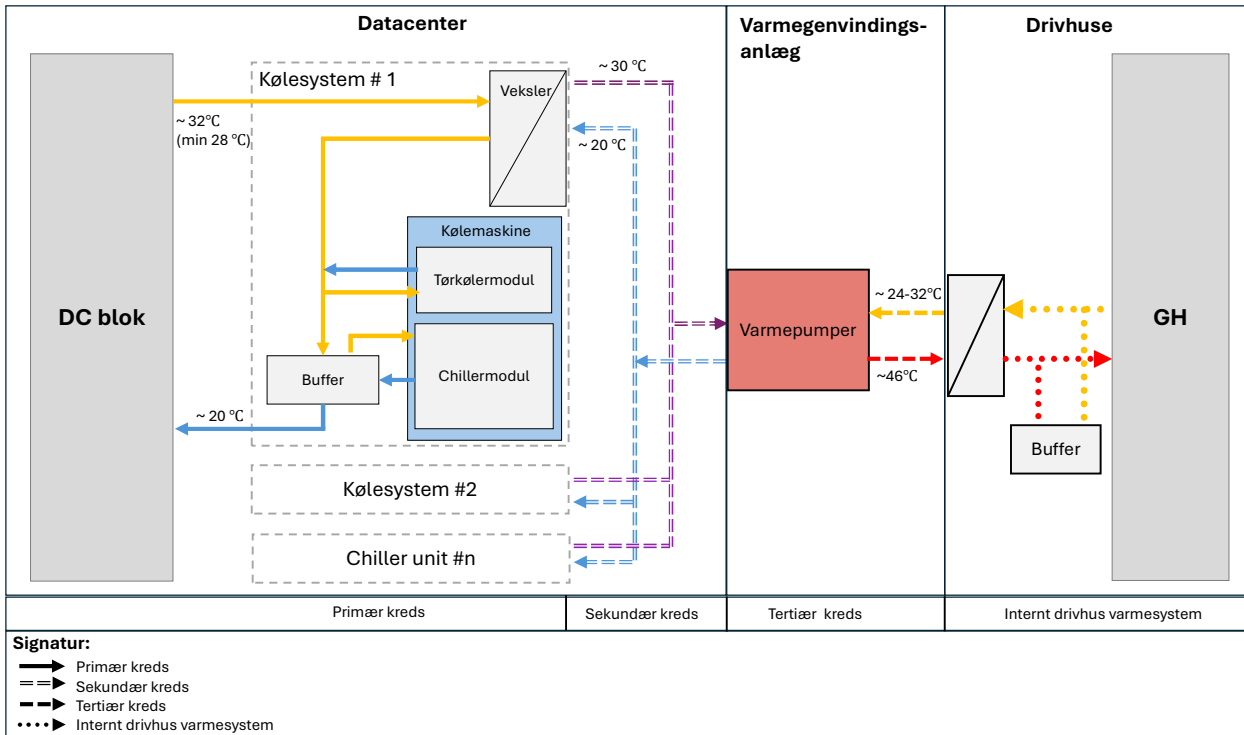 Datacenter
Varmegenvindings-
anlæg
Drivhuse
Kølesystem # 1
~ 30 ℃
Veksler
~ 32℃
(min 28 ℃)
~ 20 ℃
Kølemaskine
Tørkølermodul
~ 24-32℃
DC blok
Varmepumper
GH
Chillermodul
Buffer
~46℃
~ 20 ℃
Buffer
Kølesystem #2
Chiller unit #n
Primær kreds
Sekundær kreds
Tertiær kreds
Internt drivhus varmesystem
Signatur:
Primær kreds
Sekundær kreds
Tertiær kreds
Internt drivhus varmesystem